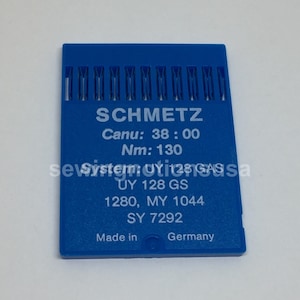 SCHMETZ
Canu: 38 : 00
Nm: 130
System: UY 128 GAS
UY 128 GS
1280, MY 1044
SY 7292
Made in Germany